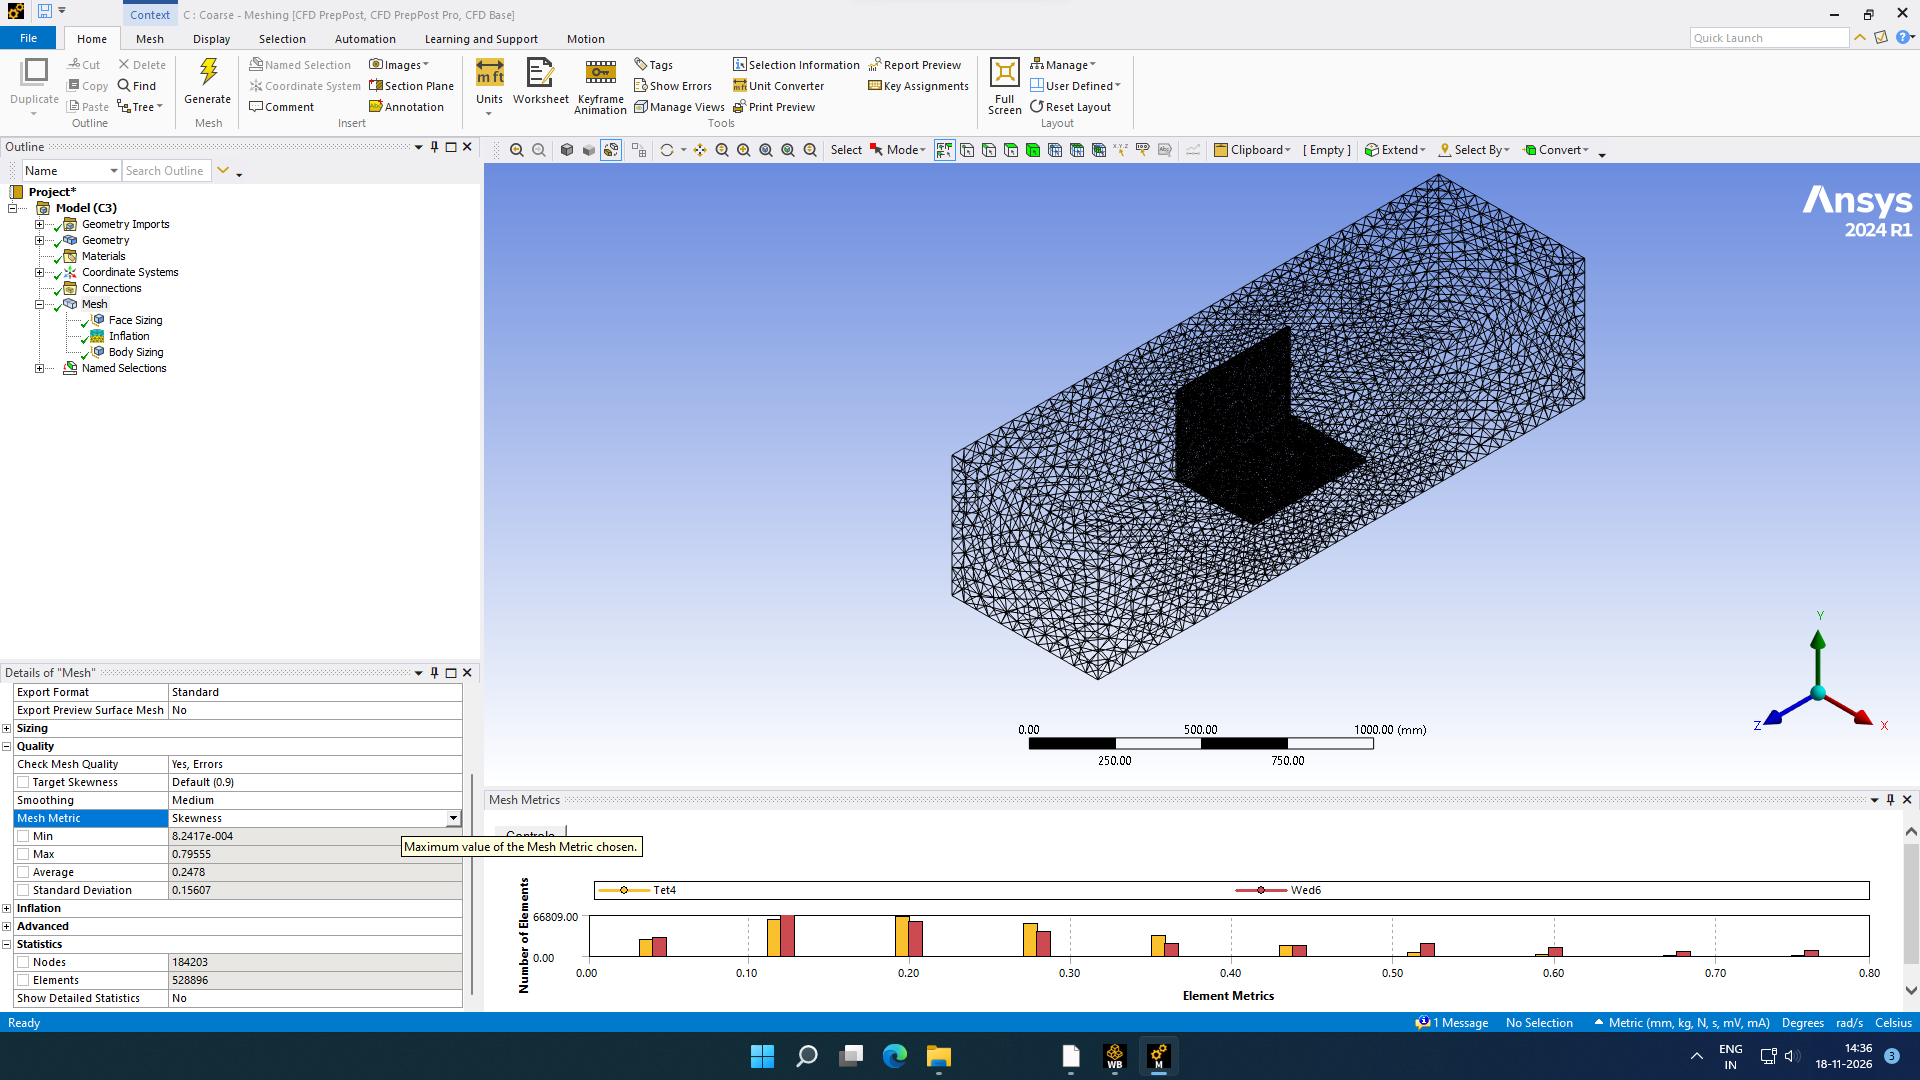 Context
C : Coarse - Meshing [CFD PrepPost, CFD PrepPost Pro, CFD Base]
File
Home
Mesh
Display
Selection
Automation
Learning and Support
Motion
Quick Launch
Duplicate
Cut
Copy
Paste
Delete
Find
Tree
Outline
Generate
Mesh
Named Selection
Coordinate System
Comment
Images
Section Plane
Annotation
Insert
Units
Worksheet
Keyframe
Animation
Tags
Show Errors
Manage Views
Selection Information
Unit Converter
Print Preview
Report Preview
Key Assignments
Tools
Full
Screen
Manage
User Defined
Reset Layout
Layout
Outline
Name
Search Outline
Select
Mode
Clipboard
[ Empty ]
Extend
Select By
Convert
Project*
Model (C3)
Geometry Imports
Geometry
Materials
Coordinate Systems
Connections
Mesh
Face Sizing
Inflation
Body Sizing
Named Selections
Ansys
2024 R1
Y
Z
X
0.00
500.00
1000.00 (mm)
250.00
750.00
Details of "Mesh"
Export Format Standard
Export Preview Surface Mesh No
Sizing
Quality
Check Mesh Quality Yes, Errors
Target Skewness Default (0.9)
Smoothing Medium
Mesh Metric Skewness
Min 8.2417e-004
Max 0.79555
Average 0.2478
Standard Deviation 0.15607
Inflation
Advanced
Statistics
Nodes 184203
Elements 528896
Show Detailed Statistics No
Maximum value of the Mesh Metric chosen.
Mesh Metrics
Controls
Tet4
Wed6
Number of Elements
66809.00
0.00
0.00
0.10
0.20
0.30
0.40
0.50
0.60
0.70
0.80
Element Metrics
Ready
1 Message
No Selection
Metric (mm, kg, N, s, mV, mA)
Degrees
rad/s
Celsius
WB
M
ENG
IN
14:36
18-11-2026
3